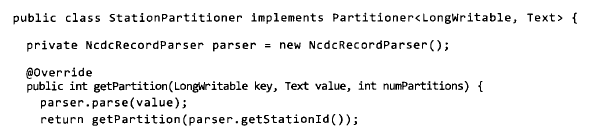 public class StationPartitioner implements Partitioner<LongWritable, Text> {
private NcdcRecordParser parser = new NcdcRecordParser();
@Override
public int getPartition(LongWritable key, Text value, int numPartitions) {
parser.parse(value);
return getPartition(parser.getStationId());